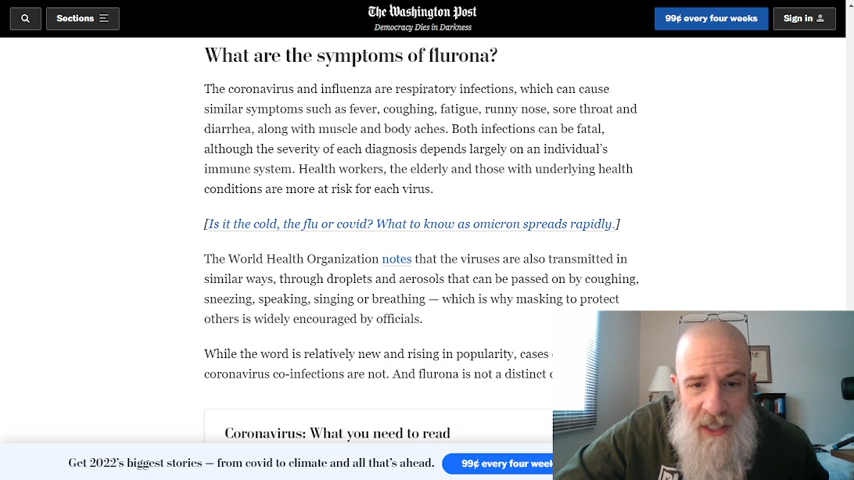 Sections
The Washington Post
Democracy Dies in Darkness
99¢ every four weeks
Sign in
What are the symptoms of flurona?
The coronavirus and influenza are respiratory infections, which can cause
similar symptoms such as fever, coughing, fatigue, runny nose, sore throat and
diarrhea, along with muscle and body aches. Both infections can be fatal,
although the severity of each diagnosis depends largely on an individual's
immune system. Health workers, the elderly and those with underlying health
conditions are more at risk for each virus.
[Is it the cold, the flu or covid? What to know as omicron spreads rapidly.]
The World Health Organization notes that the viruses are also transmitted in
similar ways, through droplets and aerosols that can be passed on by coughing,
sneezing, speaking, singing or breathing — which is why masking to protect
others is widely encouraged by officials.
While the word is relatively new and rising in popularity, cases
coronavirus co-infections are not. And flurona is not a distinct
Coronavirus: What you need to read
Get 2022's biggest stories — from covid to climate and all that's ahead.
99¢ every four